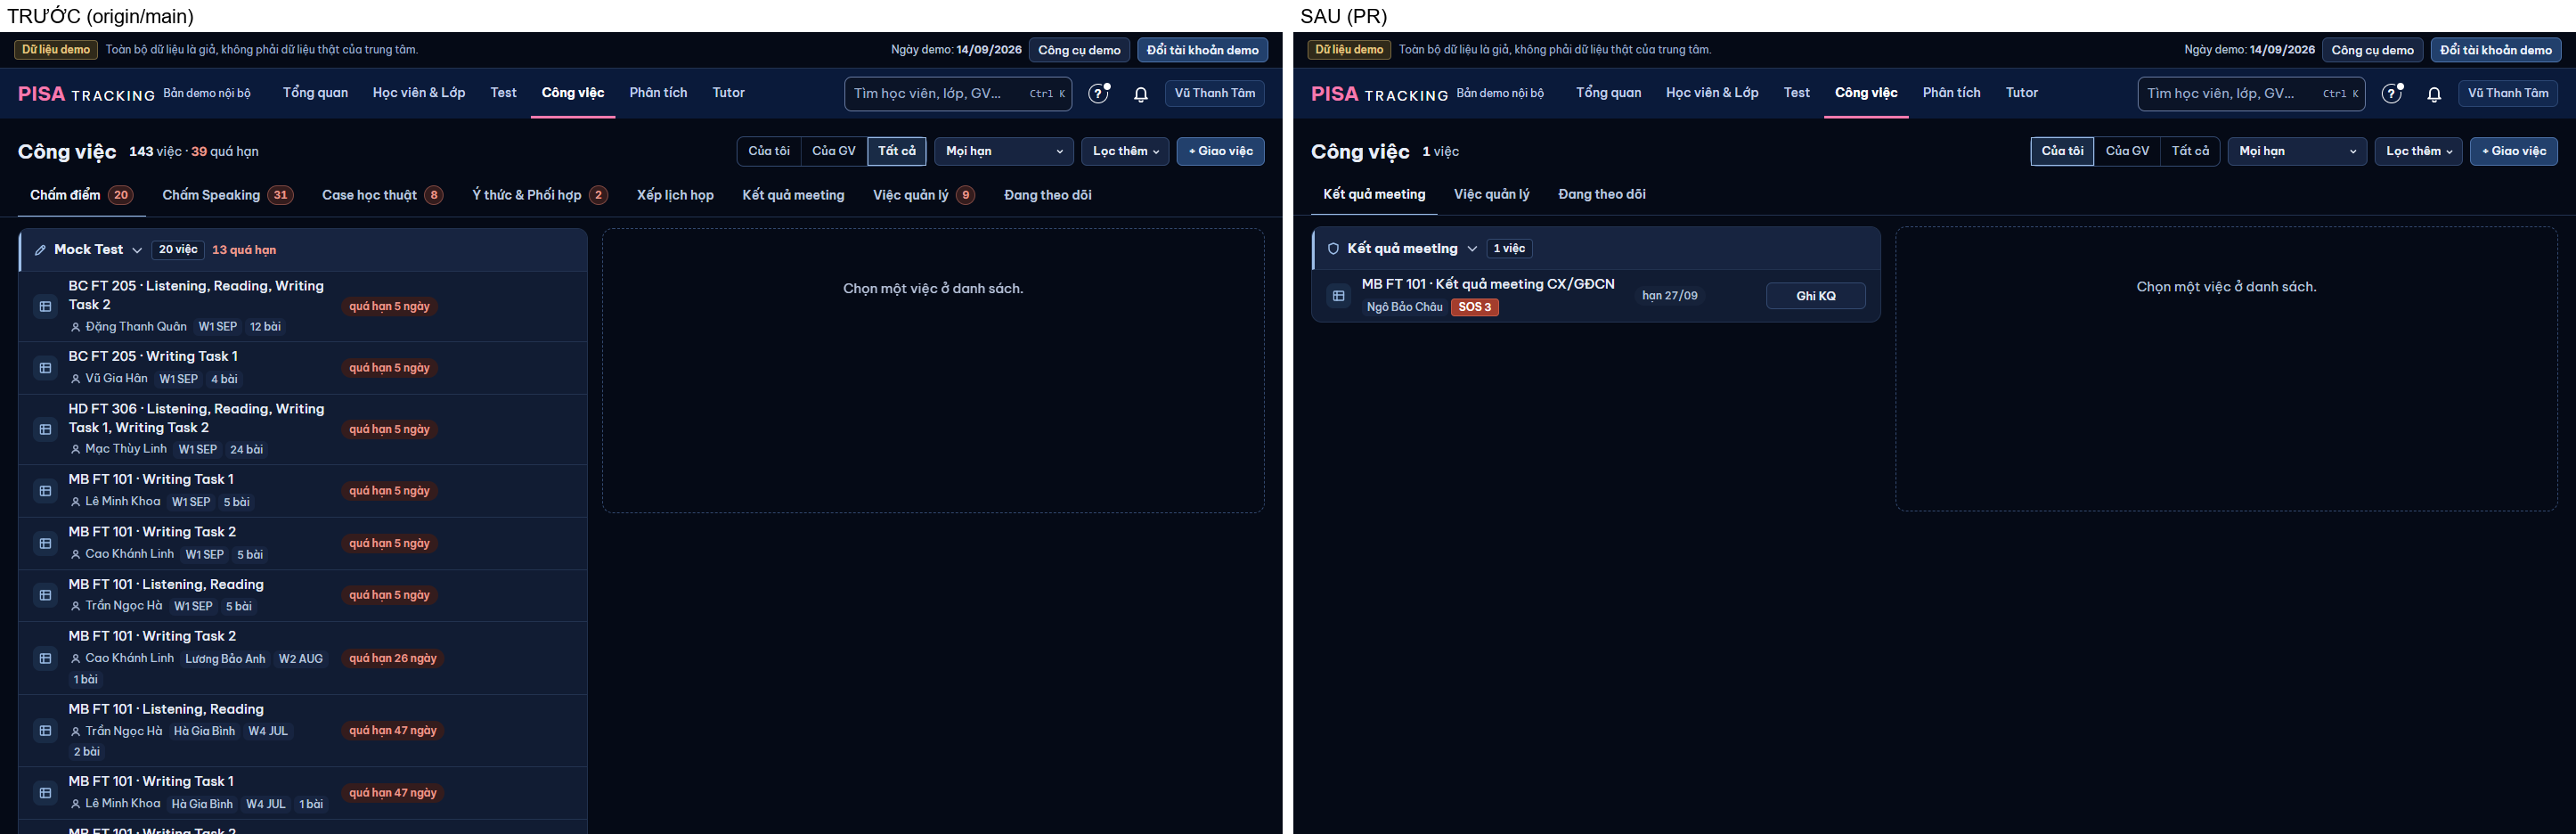 TRƯỚC (origin/main)
Dữ liệu demo Toàn bộ dữ liệu là giả, không phải dữ liệu thật của trung tâm. Ngày demo: 14/09/2026 Công cụ demo Đổi tài khoản demo
PISA TRACKING Bản demo nội bộ Tổng quan Học viên & Lớp Test Công việc Phân tích Tutor Tìm học viên, lớp, GV... Ctrl K ? Vũ Thanh Tâm
Công việc 143 việc · 39 quá hạn Của tôi Của GV Tất cả Mọi hạn Lọc thêm + Giao việc
Chấm điểm 20 Chấm Speaking 31 Case học thuật 8 Ý thức & Phối hợp 2 Xếp lịch họp Kết quả meeting Việc quản lý 9 Đang theo dõi
Mock Test 20 việc 13 quá hạn
BC FT 205 · Listening, Reading, Writing
Task 2
quá hạn 5 ngày
Đặng Thanh Quân W1 SEP 12 bài
BC FT 205 · Writing Task 1
quá hạn 5 ngày
Vũ Gia Hân W1 SEP 4 bài
HD FT 306 · Listening, Reading, Writing
Task 1, Writing Task 2
quá hạn 5 ngày
Mạc Thùy Linh W1 SEP 24 bài
MB FT 101 · Writing Task 1
quá hạn 5 ngày
Lê Minh Khoa W1 SEP 5 bài
MB FT 101 · Writing Task 2
quá hạn 5 ngày
Cao Khánh Linh W1 SEP 5 bài
MB FT 101 · Listening, Reading
quá hạn 5 ngày
Trần Ngọc Hà W1 SEP 5 bài
MB FT 101 · Writing Task 2
Cao Khánh Linh Lương Bảo Anh W2 AUG quá hạn 26 ngày
1 bài
MB FT 101 · Listening, Reading
Trần Ngọc Hà Hà Gia Bình W4 JUL quá hạn 47 ngày
2 bài
MB FT 101 · Writing Task 1
quá hạn 47 ngày
Lê Minh Khoa Hà Gia Bình W4 JUL 1 bài
MB FT 101 · Writing Task 2
Chọn một việc ở danh sách.
SAU (PR)
Dữ liệu demo Toàn bộ dữ liệu là giả, không phải dữ liệu thật của trung tâm. Ngày demo: 14/09/2026 Công cụ demo Đổi tài khoản demo
PISA TRACKING Bản demo nội bộ Tổng quan Học viên & Lớp Test Công việc Phân tích Tutor Tìm học viên, lớp, GV... Ctrl K ? Vũ Thanh Tâm
Công việc 1 việc Của tôi Của GV Tất cả Mọi hạn Lọc thêm + Giao việc
Kết quả meeting Việc quản lý Đang theo dõi
Kết quả meeting 1 việc
MB FT 101 · Kết quả meeting CX/GĐCN
hạn 27/09 Ghi KQ
Ngô Bảo Châu SOS 3
Chọn một việc ở danh sách.